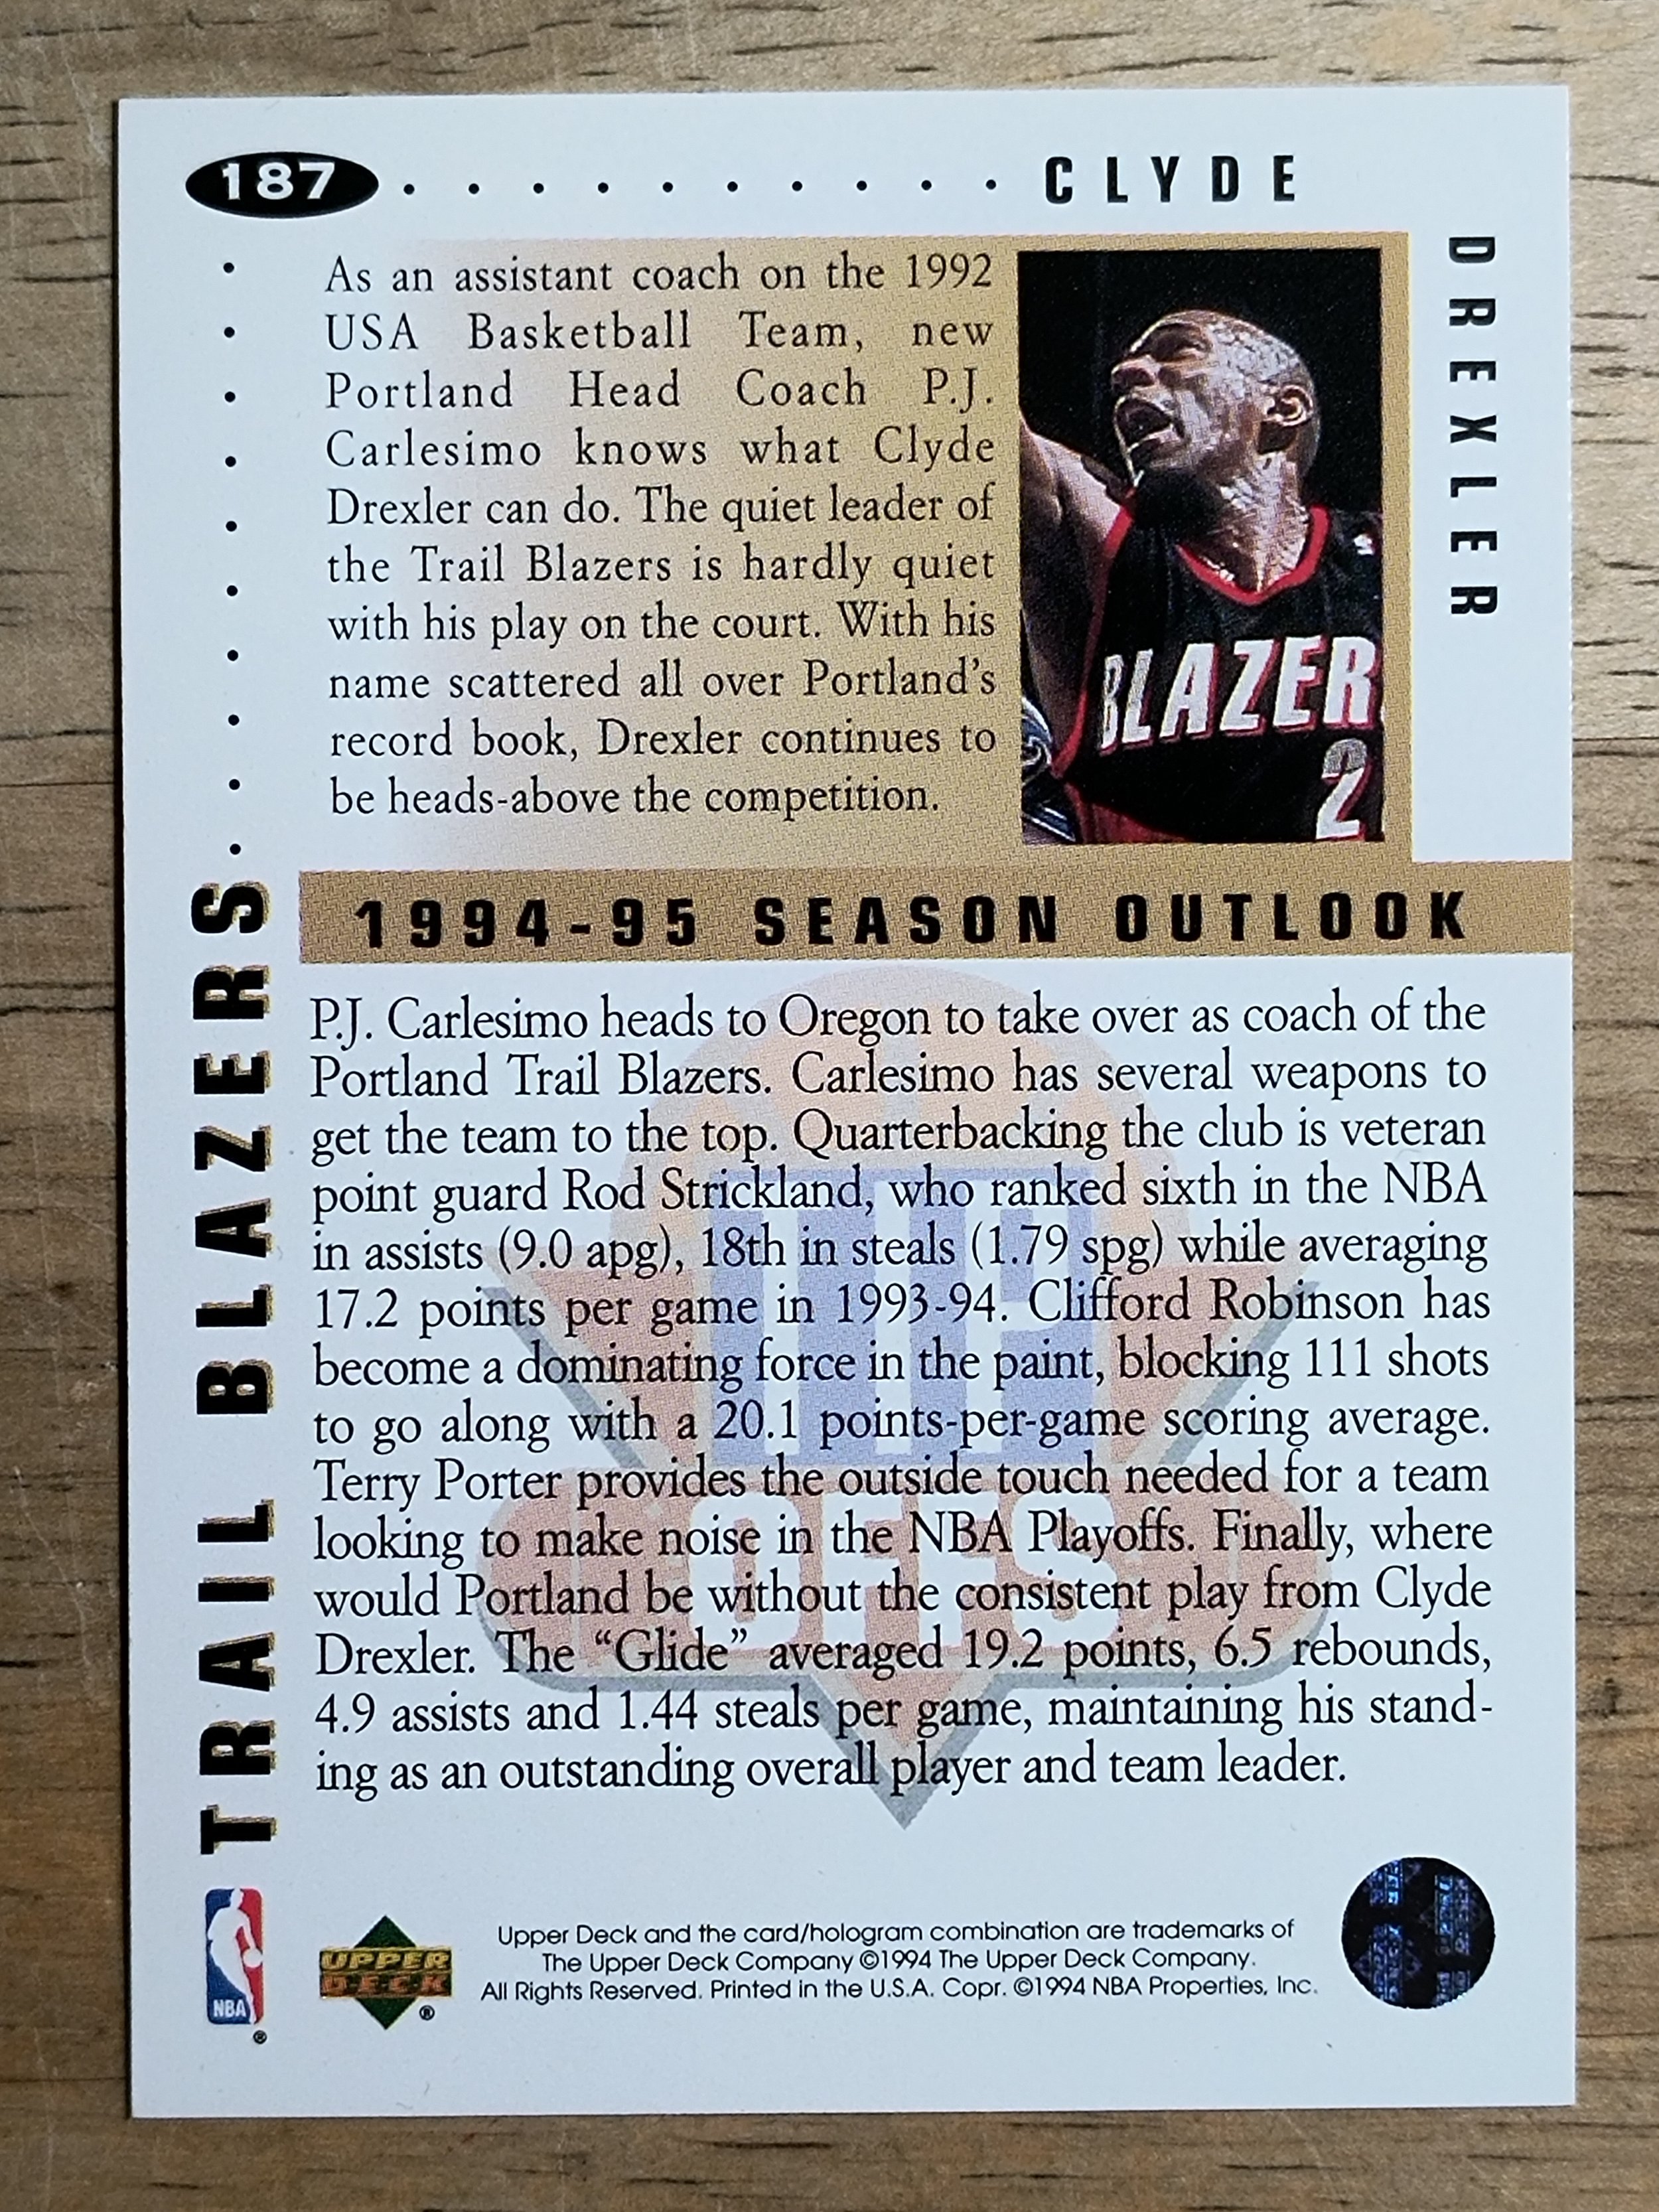 187
CLYDE
DREXLER
As an assistant coach on the 1992
USA Basketball Team, new
Portland Head Coach P.J.
Carlesimo knows what Clyde
Drexler can do. The quiet leader of
the Trail Blazers is hardly quiet
with his play on the court. With his
name scattered all over Portland's
record book, Drexler continues to
be heads-above the competition.
BLAZER
2
TRAIL BLAZERS
1994-95 SEASON OUTLOOK
P.J. Carlesimo heads to Oregon to take over as coach of the
Portland Trail Blazers. Carlesimo has several weapons to
get the team to the top. Quarterbacking the club is veteran
point guard Rod Strickland, who ranked sixth in the NBA
in assists (9.0 apg), 18th in steals (1.79 spg) while averaging
17.2 points per game in 1993-94. Clifford Robinson has
become a dominating force in the paint, blocking 111 shots
to go along with a 20.1 points-per-game scoring average.
Terry Porter provides the outside touch needed for a team
looking to make noise in the NBA Playoffs. Finally, where
would Portland be without the consistent play from Clyde
Drexler. The “Glide” averaged 19.2 points, 6.5 rebounds,
4.9 assists and 1.44 steals per game, maintaining his stand-
ing as an outstanding overall player and team leader.
NBA
®
UPPER
DECK
®
Upper Deck and the card/hologram combination are trademarks of
The Upper Deck Company ©1994 The Upper Deck Company.
All Rights Reserved. Printed in the U.S.A. Copr. ©1994 NBA Properties, Inc.